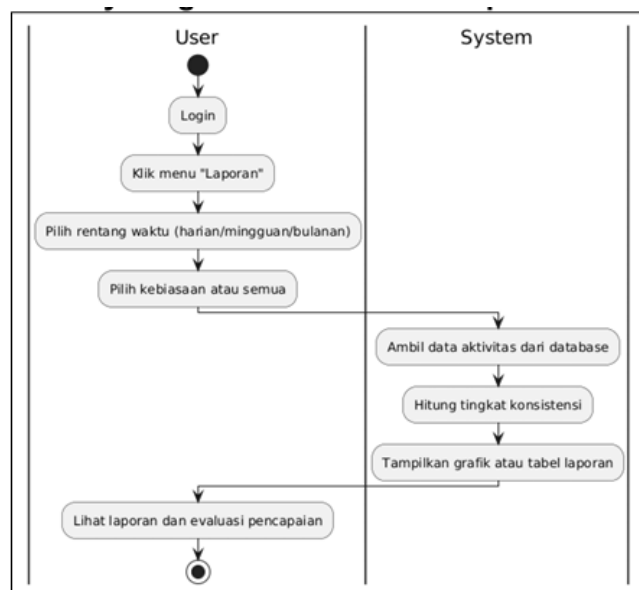 User
System
Login
Klik menu "Laporan"
Pilih rentang waktu (harian/mingguan/bulanan)
Pilih kebiasaan atau semua
Ambil data aktivitas dari database
Hitung tingkat konsistensi
Tampilkan grafik atau tabel laporan
Lihat laporan dan evaluasi pencapaian